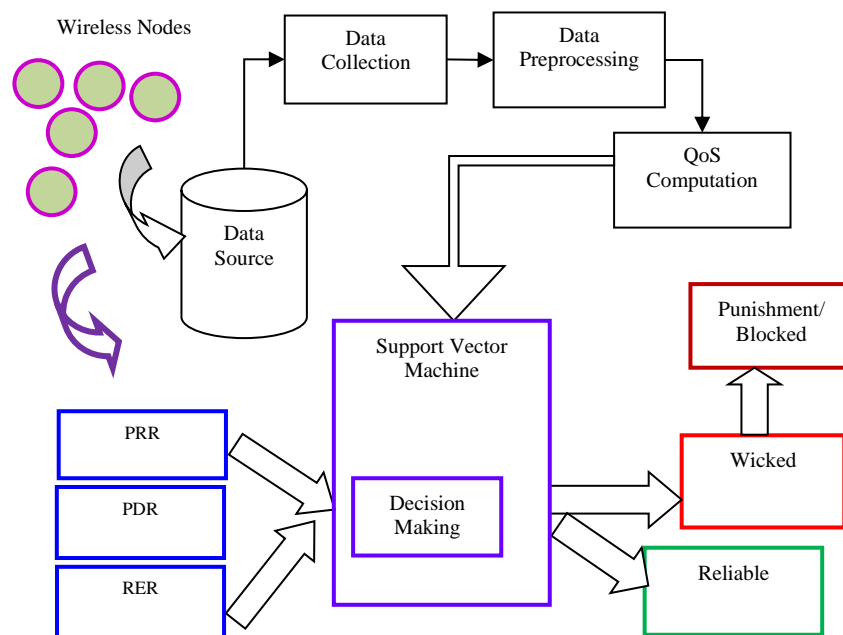 Wireless Nodes
Data
Collection
Data
Preprocessing
QoS
Computation
Data
Source
Punishment/
Blocked
Support Vector
Machine
PRR
Wicked
PDR
Decision
Making
RER
Reliable